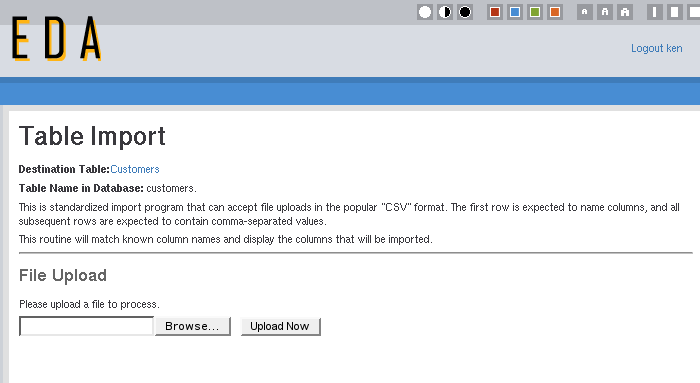 EDA
A A A
Logout ken
Table Import
Destination Table:Customers
Table Name in Database: customers.
This is standardized import program that can accept file uploads in the popular "CSV" format. The first row is expected to name columns, and all
subsequent rows are expected to contain comma-separated values.
This routine will match known column names and display the columns that will be imported.
File Upload
Please upload a file to process.
Browse... Upload Now